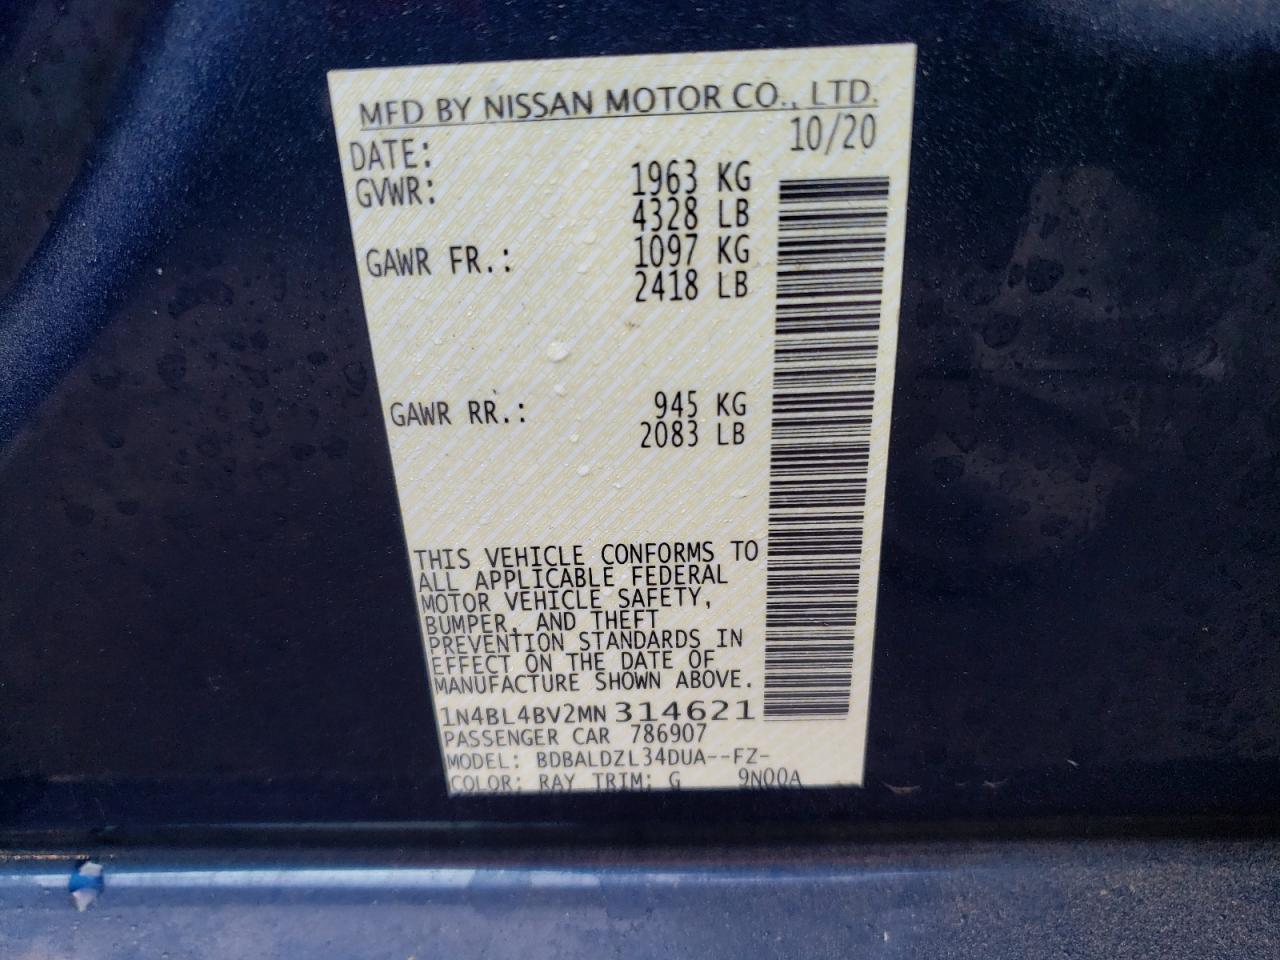 MFD BY NISSAN MOTOR CO., LTD.
DATE: 10/20
GVWR: 1963 KG
4328 LB
GAWR FR.: 1097 KG
2418 LB
GAWR RR.: 945 KG
2083 LB
THIS VEHICLE CONFORMS TO
ALL APPLICABLE FEDERAL
MOTOR VEHICLE SAFETY,
BUMPER, AND THEFT
PREVENTION STANDARDS IN
EFFECT ON THE DATE OF
MANUFACTURE SHOWN ABOVE.
1N4BL4BV2MN314621
PASSENGER CAR 786907
MODEL: BDBALDZL34DUA--FZ-
COLOR: RAY TRIM: G 9N00A